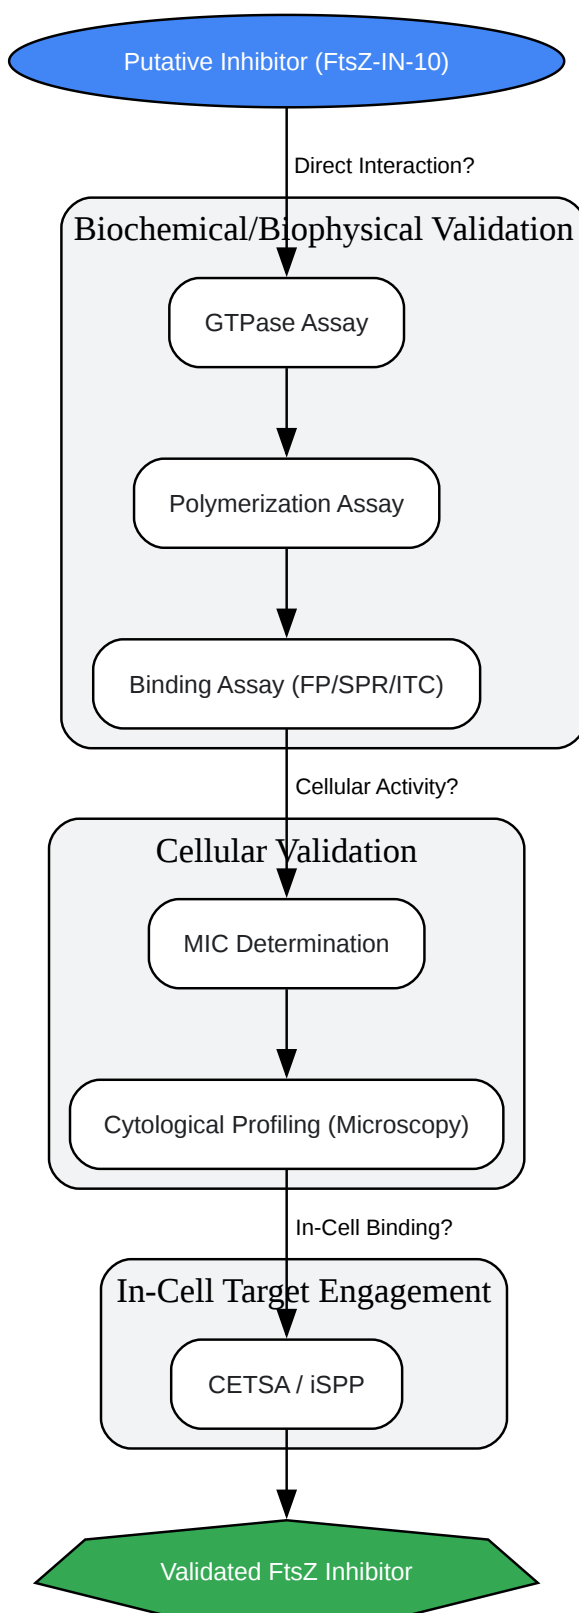 Putative Inhibitor (FtsZ-IN-10)
Direct Interaction?
Biochemical/Biophysical Validation
GTPase Assay
Polymerization Assay
Binding Assay (FP/SPR/ITC)
Cellular Activity?
Cellular Validation
MIC Determination
Cytological Profiling (Microscopy)
In-Cell Binding?
In-Cell Target Engagement
CETSA / iSPP
Validated FtsZ Inhibitor